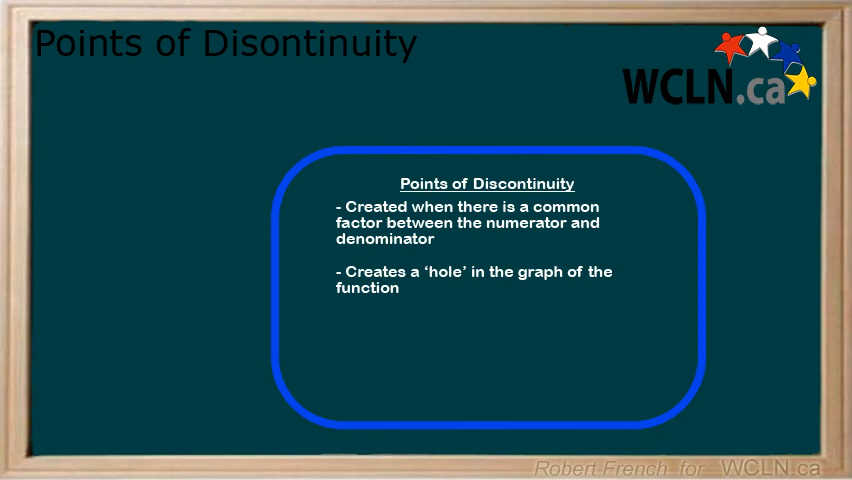 Points of Disontinuity
WCLN.ca
Points of Discontinuity
- Created when there is a common
factor between the numerator and
denominator
- Creates a ‘hole’ in the graph of the
function
Robert French for WCLN.ca